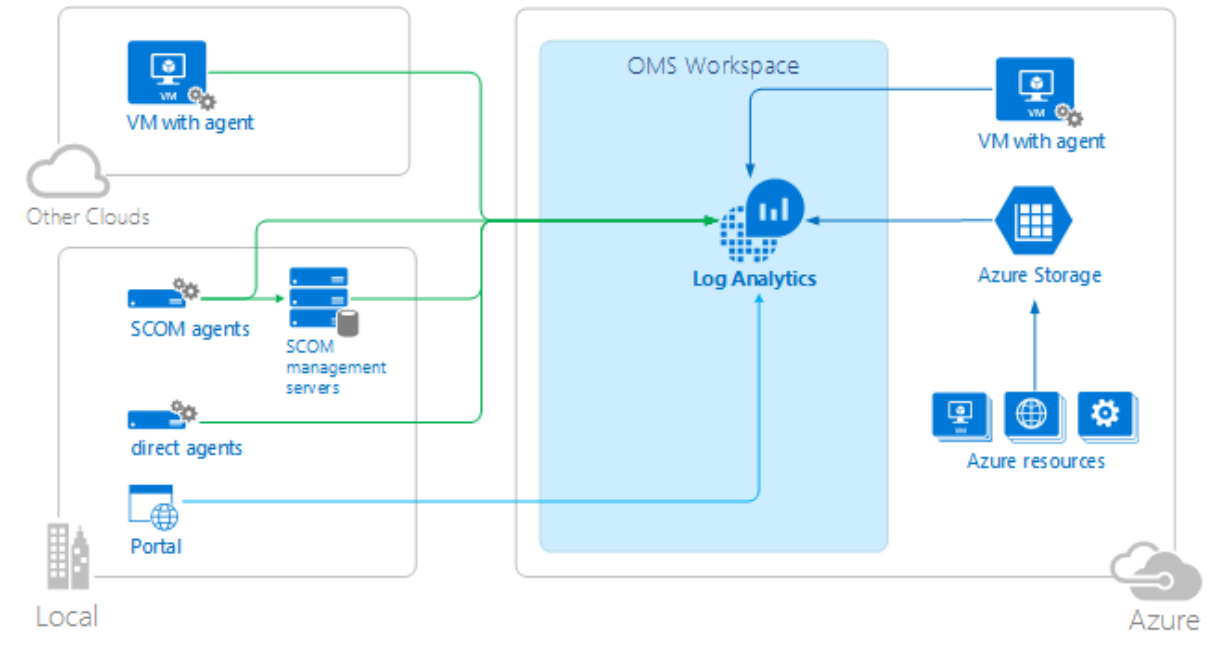 OMS Workspace
VM
VM with agent
VM
VM with agent
Other Clouds
Log Analytics
Azure Storage
SCOM agents
SCOM
management
servers
direct agents
VM
Azure resources
Portal
Local
Azure